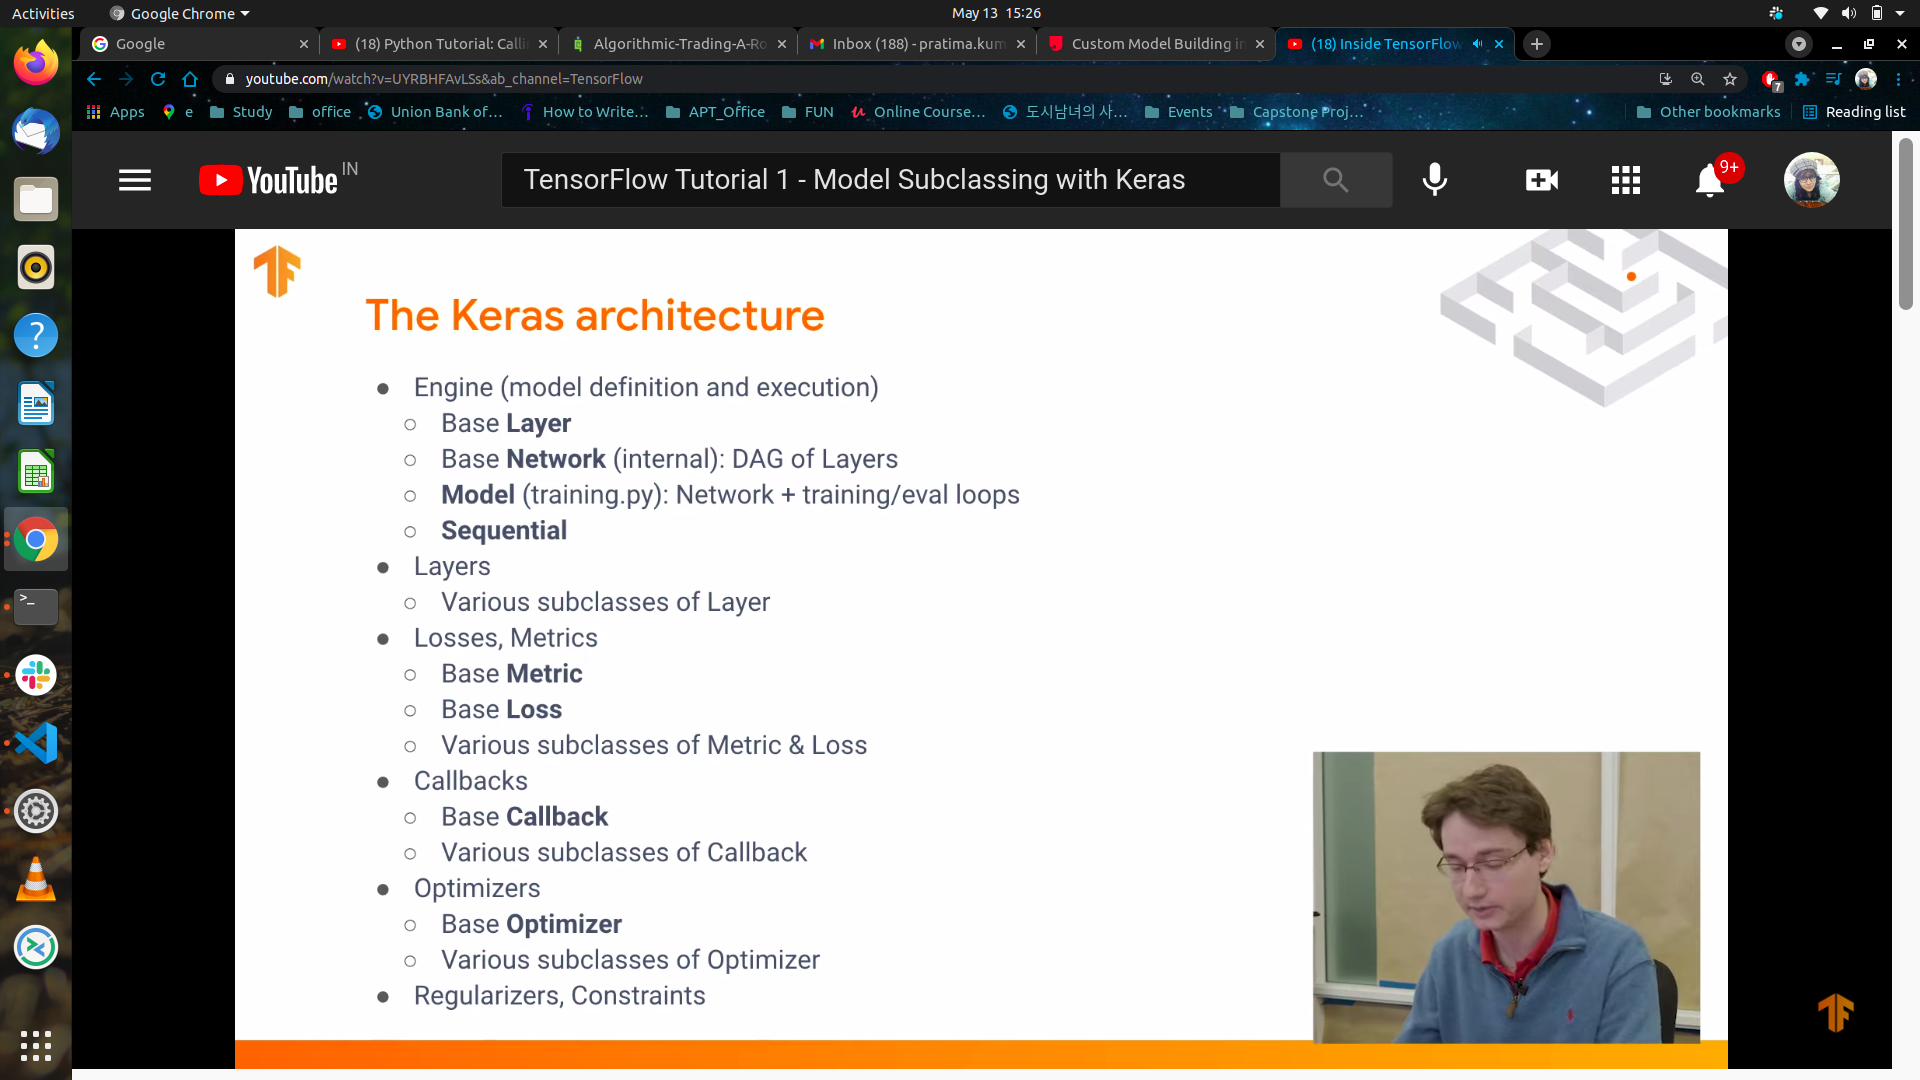 Activities
Google Chrome
May 13 15:26
Google
(18) Python Tutorial: Calli
Algorithmic-Trading-A-Ro
Inbox (188) - pratima.kum
Custom Model Building in
(18) Inside TensorFlow
youtube.com/watch?v=UYRBHFAvLSs&ab_channel=TensorFlow
7
Apps
e
Study
office
Union Bank of…
How to Write…
APT_Office
FUN
Online Course…
도시남녀의 사…
Events
Capstone Proj…
Other bookmarks
Reading list
YouTube IN
TensorFlow Tutorial 1 - Model Subclassing with Keras
9+
The Keras architecture
● Engine (model definition and execution)
○ Base Layer
○ Base Network (internal): DAG of Layers
○ Model (training.py): Network + training/eval loops
○ Sequential
● Layers
○ Various subclasses of Layer
● Losses, Metrics
○ Base Metric
○ Base Loss
○ Various subclasses of Metric & Loss
● Callbacks
○ Base Callback
○ Various subclasses of Callback
● Optimizers
○ Base Optimizer
○ Various subclasses of Optimizer
● Regularizers, Constraints